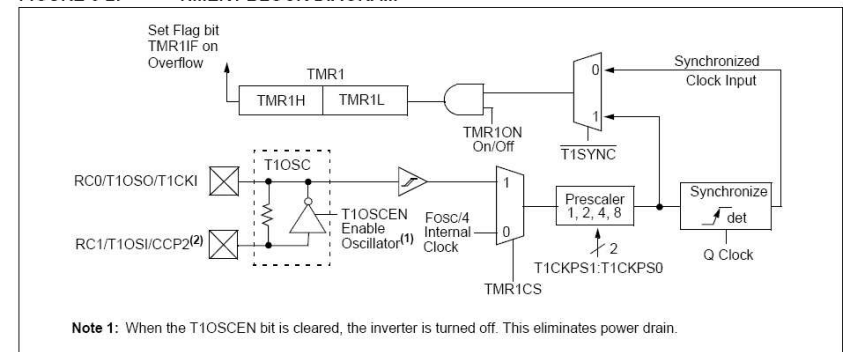 Set Flag bit
TMR1IF on
Overflow
TMR1
TMR1H TMR1L
0
Synchronized
Clock Input
1
TMR1ON
On/Off
T1SYNC
T1OSC
RC0/T1OSO/T1CKI
1
Prescaler
1, 2, 4, 8
Synchronize
det
T1OSCEN
Enable
Oscillator(1)
FOSC/4
Internal
Clock
0
RC1/T1OSI/CCP2(2)
2
Q Clock
T1CKPS1:T1CKPS0
TMR1CS
Note 1: When the T1OSCEN bit is cleared, the inverter is turned off. This eliminates power drain.